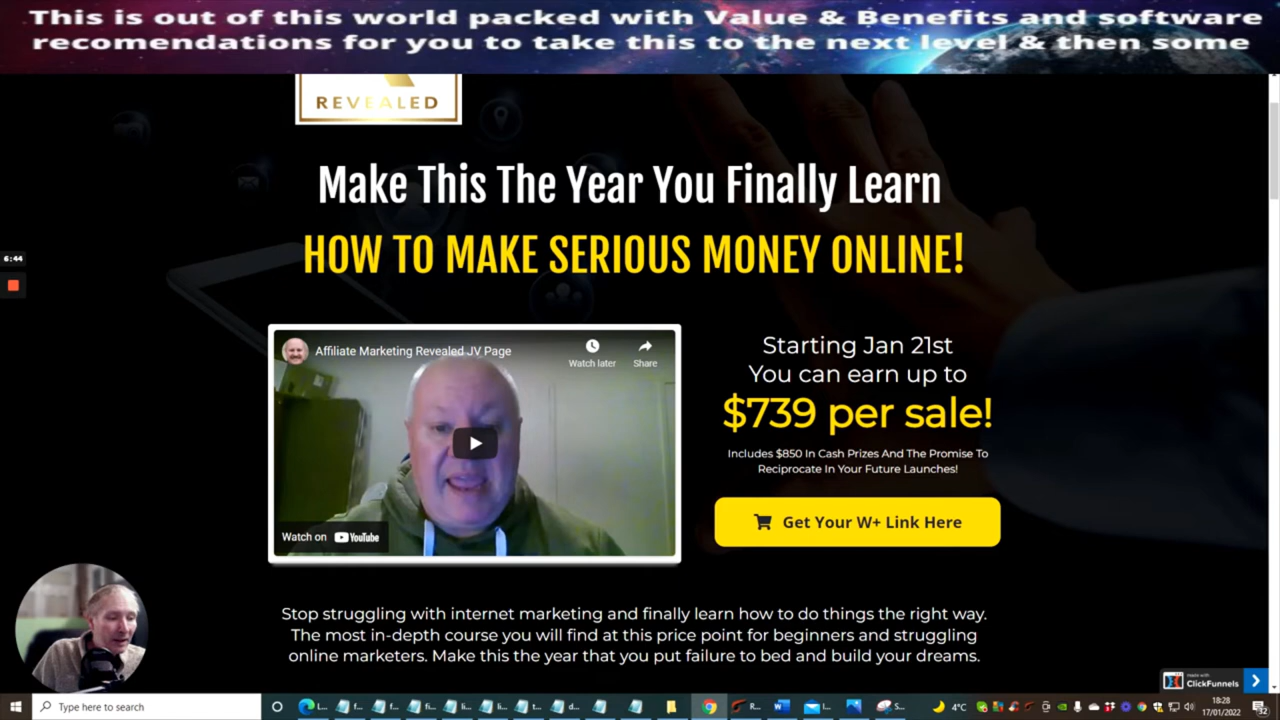 This is out of this world packed with Value & Benefits and software
recomendations for you to take this to the next level & then some
REVEALED
Make This The Year You Finally Learn
HOW TO MAKE SERIOUS MONEY ONLINE!
6:44
Affiliate Marketing Revealed JV Page
Watch later
Share
Watch on YouTube
Starting Jan 21st
You can earn up to
$739 per sale!
Includes $850 In Cash Prizes And The Promise To
Reciprocate In Your Future Launches!
Get Your W+ Link Here
Stop struggling with internet marketing and finally learn how to do things the right way.
The most in-depth course you will find at this price point for beginners and struggling
online marketers. Make this the year that you put failure to bed and build your dreams.
made with
ClickFunnels
Type here to search
L...
f...
f...
fi...
li...
li...
t...
d...
R...
W...
I...
S...
4°C
18:28
17/01/2022
32